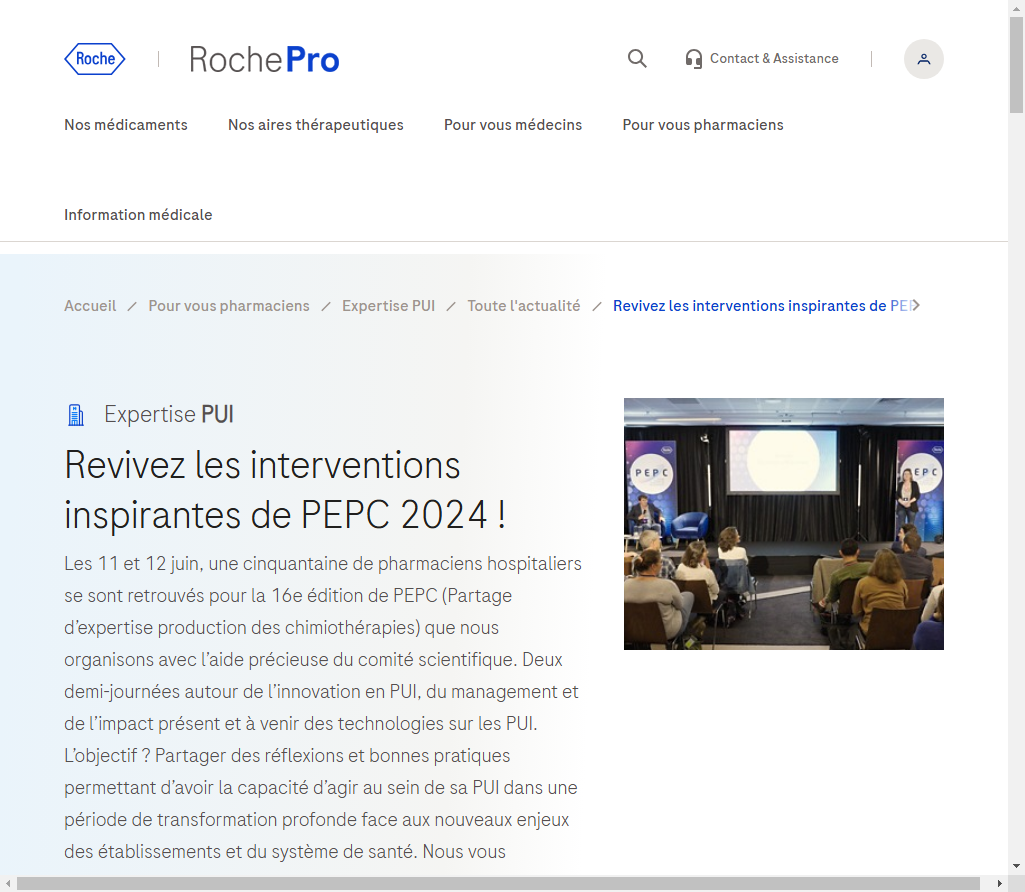 Roche
RochePro
Contact & Assistance
Nos médicaments
Nos aires thérapeutiques
Pour vous médecins
Pour vous pharmaciens
Information médicale
Accueil / Pour vous pharmaciens / Expertise PUI / Toute l'actualité / Revivez les interventions inspirantes de PEP
Expertise PUI
Revivez les interventions
inspirantes de PEPC 2024 !
Les 11 et 12 juin, une cinquantaine de pharmaciens hospitaliers
se sont retrouvés pour la 16e édition de PEPC (Partage
d’expertise production des chimiothérapies) que nous
organisons avec l’aide précieuse du comité scientifique. Deux
demi-journées autour de l’innovation en PUI, du management et
de l’impact présent et à venir des technologies sur les PUI.
L’objectif ? Partager des réflexions et bonnes pratiques
permettant d’avoir la capacité d’agir au sein de sa PUI dans une
période de transformation profonde face aux nouveaux enjeux
des établissements et du système de santé. Nous vous
PEPC
EPC